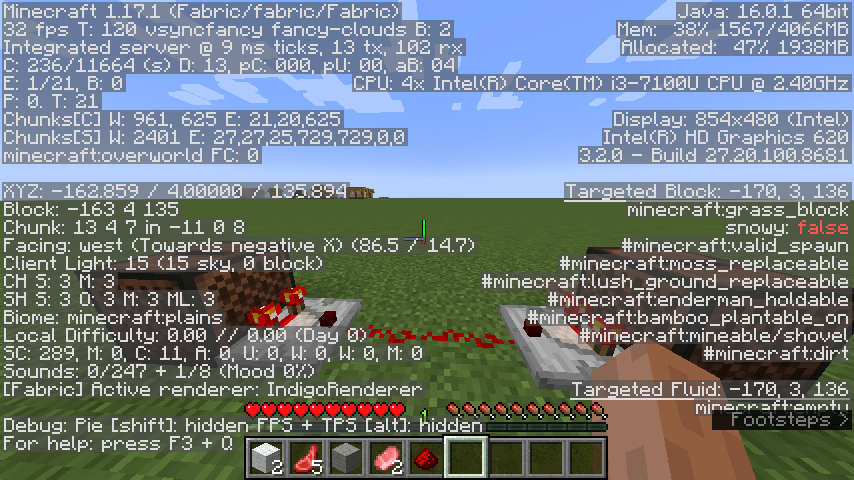 Minecraft 1.17.1 (Fabric/fabric/Fabric)
32 fps T: 120 vsyncfancy fancy-clouds B: 2
Integrated server @ 9 ms ticks, 13 tx, 102 rx
C: 236/11664 (s) D: 13, pC: 000, pU: 00, aB: 04
E: 1/21, B: 0
P: 0. T: 21
Chunks[C] W: 961, 625 E: 21,20,625
Chunks[S] W: 2401 E: 27,27,25,729,729,0,0
minecraft:overworld FC: 0
XYZ: -162.859 / 4.00000 / 135.894
Block: -163 4 135
Chunk: 13 4 7 in -11 0 8
Facing: west (Towards negative X) (86.5 / 14.7)
Client Light: 15 (15 sky, 0 block)
CH S: 3 M: 3
SH S: 3 O: 3 M: 3 ML: 3
Biome: minecraft:plains
Local Difficulty: 0.00 // 0.00 (Day 6)
SC: 289, M: 0, C: 11, A: 0, U: 0, W: 0, W: 0, M: 0
Sounds: 0/247 + 1/8 (Mood 0%)
[Fabric] Active renderer: IndigoRenderer
Debug: Pie [shift]: hidden FPS + TPS [alt]: hidden
For help: press F3 + Q
Java: 16.0.1 64bit
Mem: 38% 1567/4066MB
Allocated: 47% 1938MB
CPU: 4x Intel(R) Core(TM) i3-7100U CPU @ 2.40GHz
Display: 854x480 (Intel)
Intel(R) HD Graphics 620
3.2.0 - Build 27.20.100.8681
Targeted Block: -170, 3, 136
minecraft:grass_block
snowy: false
#minecraft:valid_spawn
#minecraft:moss_replaceable
#minecraft:lush_ground_replaceable
#minecraft:enderman_holdable
#minecraft:bamboo_plantable_on
#minecraft:mineable/shovel
#minecraft:dirt
Targeted Fluid: -170, 3, 136
minecraft:empty
Footsteps >
1
2
5
2